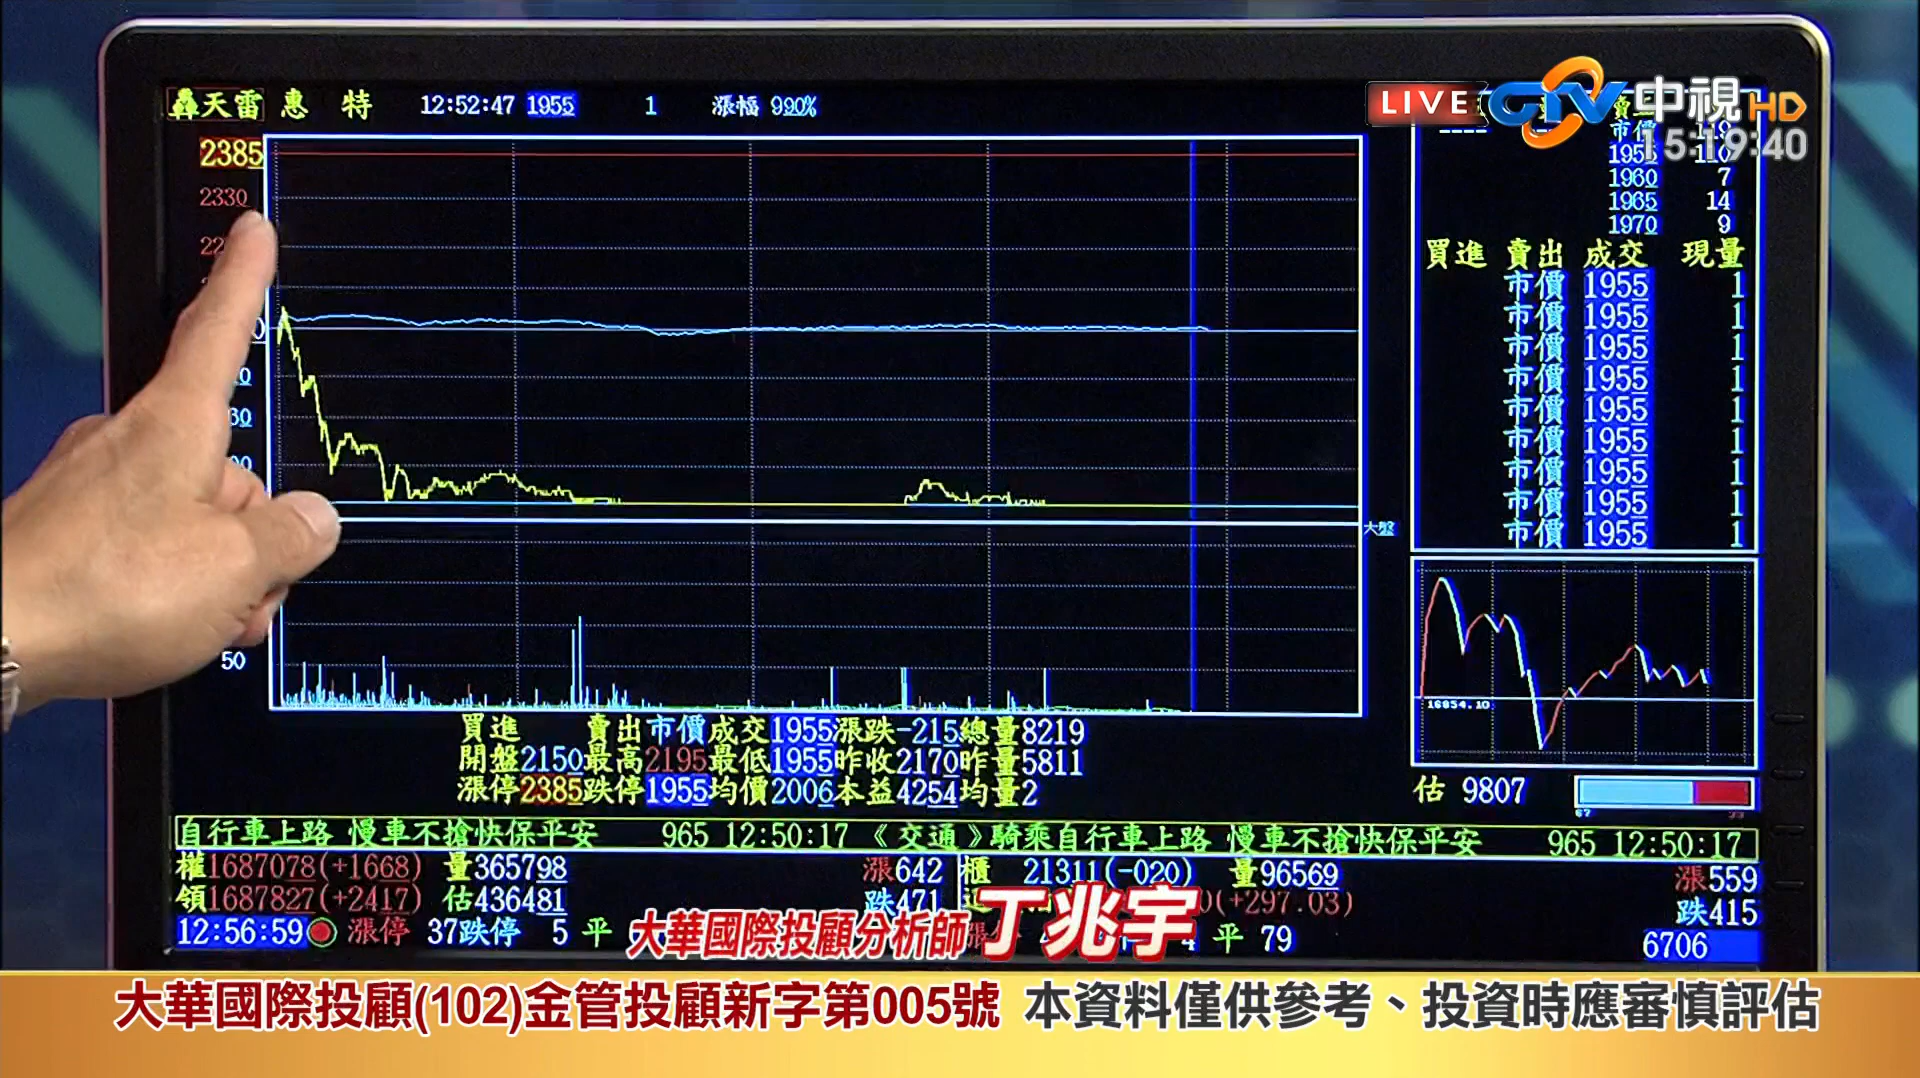 LIVE CTV 中視 HD
15:19:40
天雷 惠 特 12:52:47 1955 1 漲幅 990%
2385
2330
50
大盤
市價
1955 110
1960 7
1965 14
1970 9
買進 賣出 成交 現量
市價 1955 1
市價 1955 1
市價 1955 1
市價 1955 1
市價 1955 1
市價 1955 1
市價 1955 1
市價 1955 1
市價 1955 1
16854.10
買進 賣出市價成交1955漲跌-215總量8219
開盤2150最高2195最低1955昨收2170昨量5811
漲停2385跌停1955均價2006本益4254均量2
估 9807
67 33
自行車上路 慢車不搶快保平安 965 12:50:17 《交通》騎乘自行車上路 慢車不搶快保平安 965 12:50:17
權1687078(+1668) 量365798 漲642 櫃 21311(-020) 量96569 漲559
領1687827(+2417) 估436481 跌471 (+297.03) 跌415
12:56:59 漲停 37跌停 5 平 平 79 6706
大華國際投顧分析師 丁兆宇
大華國際投顧(102)金管投顧新字第005號 本資料僅供參考、投資時應審慎評估